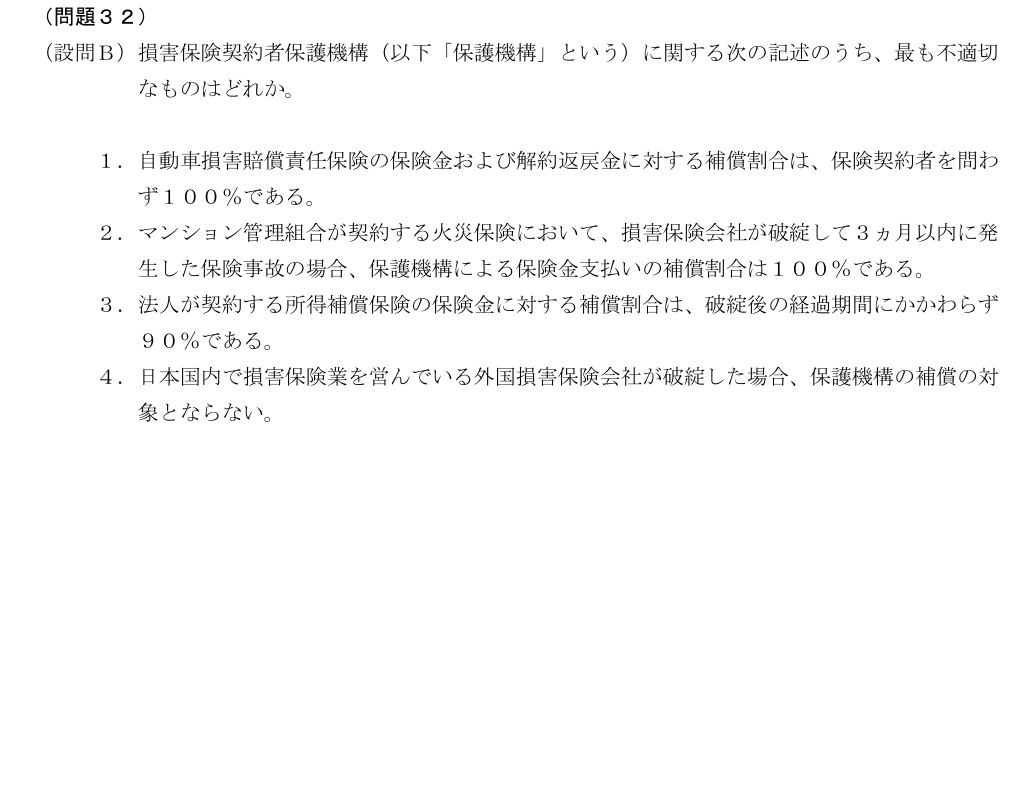 （問題３２）
（設問Ｂ）損害保険契約者保護機構（以下「保護機構」という）に関する次の記述のうち、最も不適切
なものはどれか。
１．自動車損害賠償責任保険の保険金および解約返戻金に対する補償割合は、保険契約者を問わ
ず１００％である。
２．マンション管理組合が契約する火災保険において、損害保険会社が破綻して３ヵ月以内に発
生した保険事故の場合、保護機構による保険金支払いの補償割合は１００％である。
３．法人が契約する所得補償保険の保険金に対する補償割合は、破綻後の経過期間にかかわらず
９０％である。
４．日本国内で損害保険業を営んでいる外国損害保険会社が破綻した場合、保護機構の補償の対
象とならない。